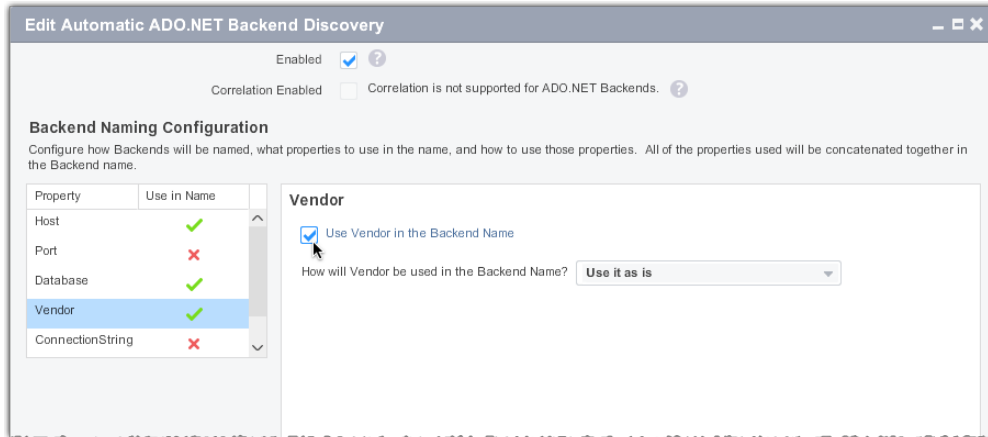 Edit Automatic ADO.NET Backend Discovery
Enabled
?
Correlation Enabled
Correlation is not supported for ADO.NET Backends.
?
Backend Naming Configuration
Configure how Backends will be named, what properties to use in the name, and how to use those properties.  All of the properties used will be concatenated together in
the Backend name.
Property Use in Name
Host
Port
Database
Vendor
ConnectionString
Vendor
Use Vendor in the Backend Name
How will Vendor be used in the Backend Name? Use it as is